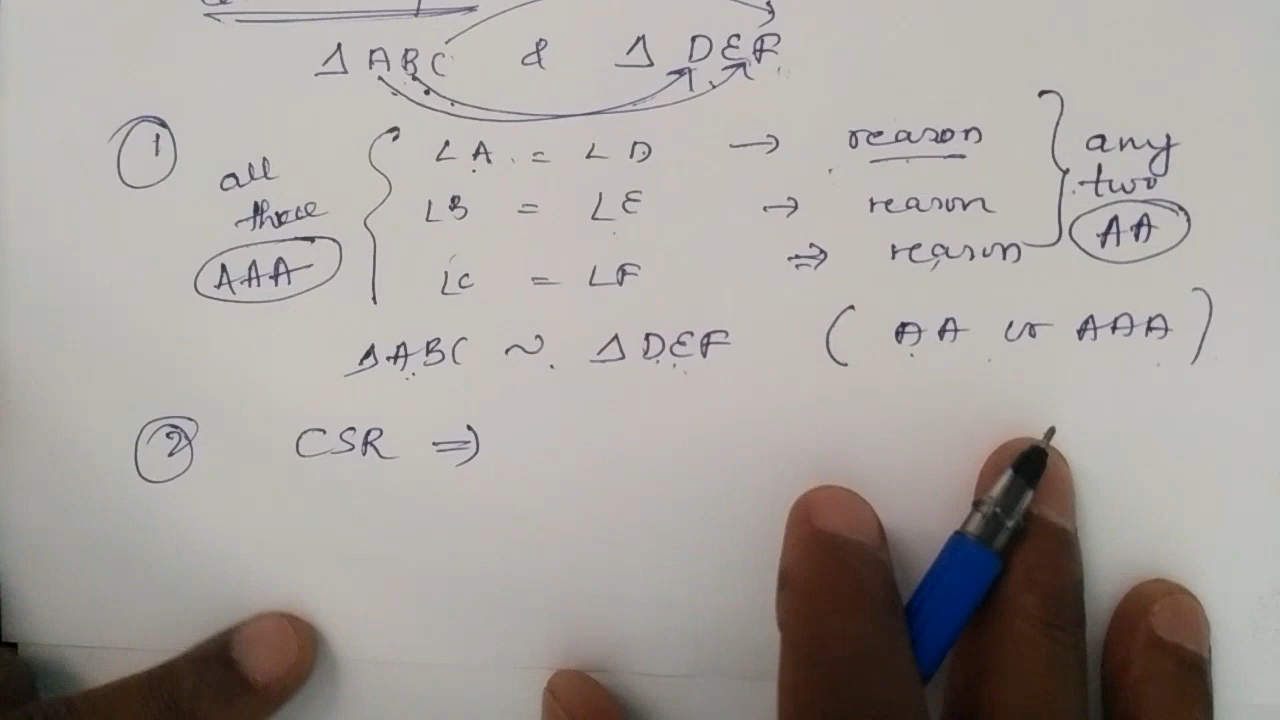 Δ ABC & Δ DEF
① ∠A = ∠D → reason
all three ∠B = ∠E → reason any two
AAA ∠C = ∠F ⇒ reason AA
ΔABC ~ ΔDEF (AA or AAA)
② CSR ⇒